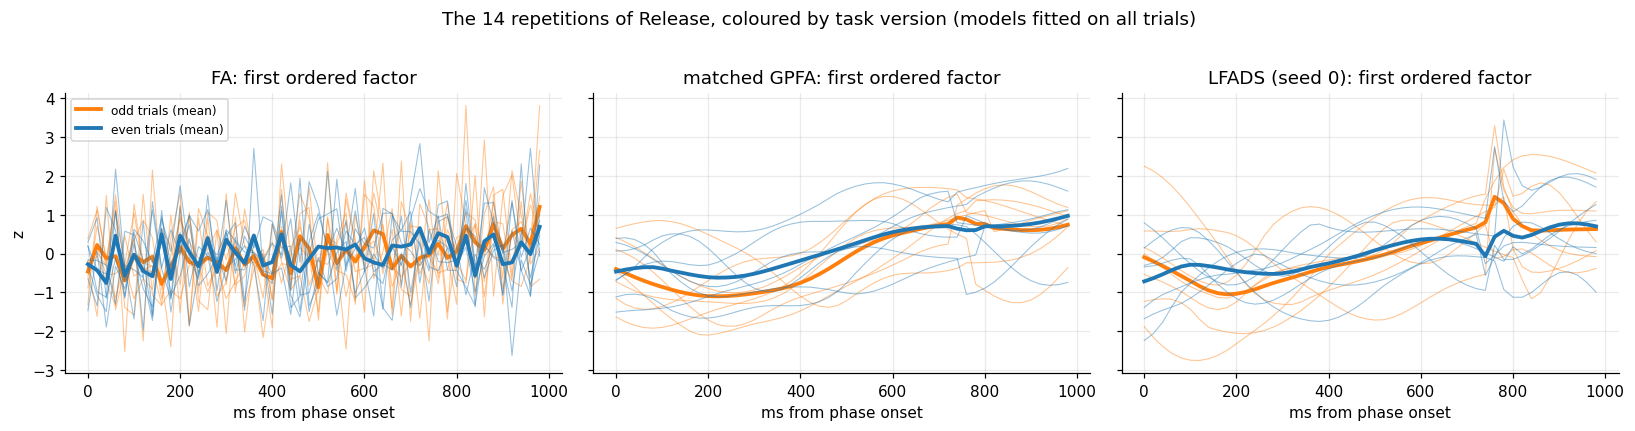 The 14 repetitions of Release, coloured by task version (models fitted on all trials)
FA: first ordered factor
matched GPFA: first ordered factor
LFADS (seed 0): first ordered factor
odd trials (mean)
even trials (mean)
z
4
3
2
1
0
−1
−2
−3
0 200 400 600 800 1000
0 200 400 600 800 1000
0 200 400 600 800 1000
ms from phase onset
ms from phase onset
ms from phase onset